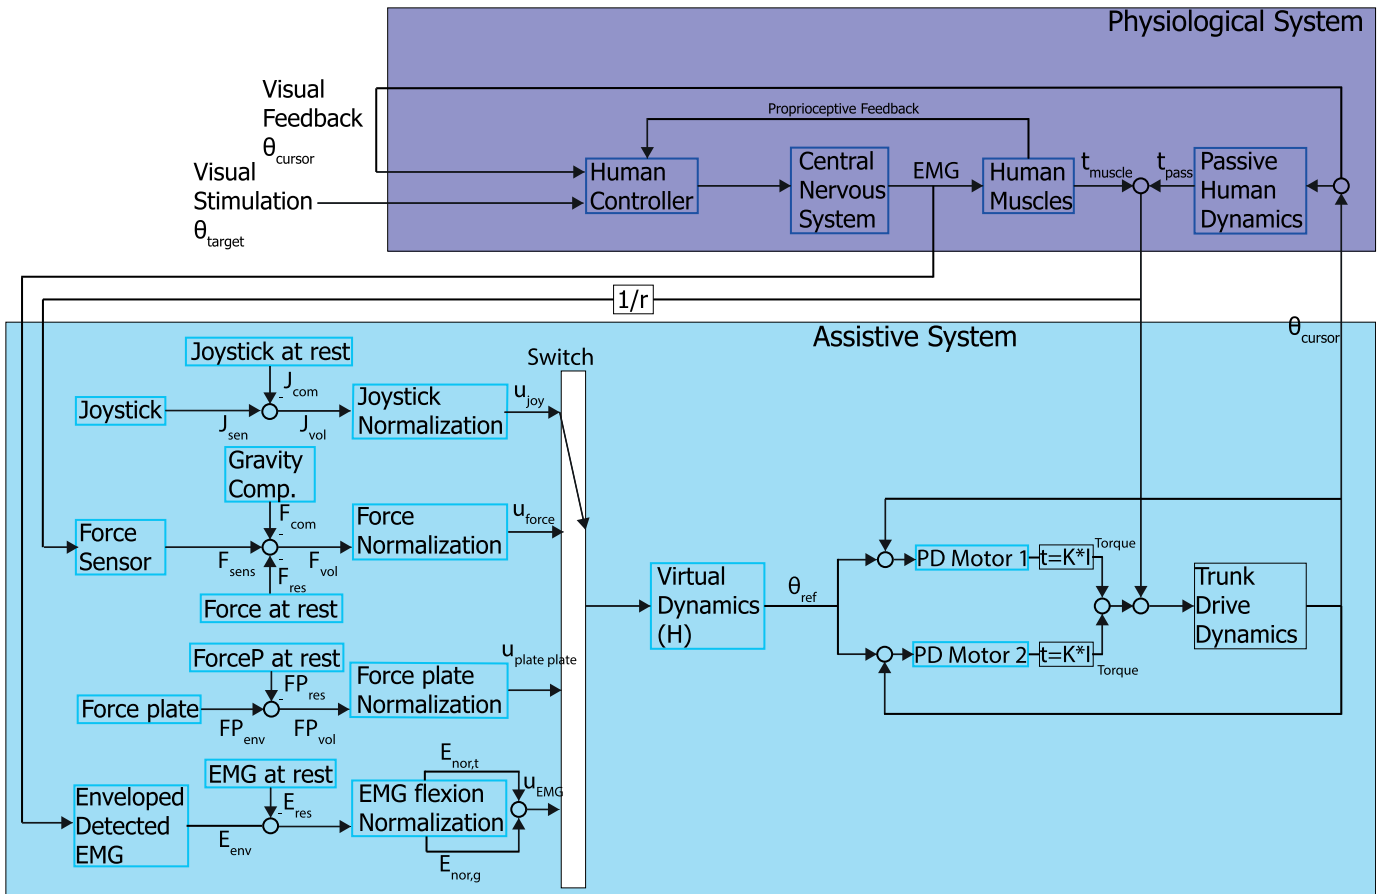 Physiological System
Visual
Feedback
θcursor
Visual
Stimulation
θtarget
Proprioceptive Feedback
Human
Controller
Central
Nervous
System
EMG
Human
Muscles
tmuscle
tpass
Passive
Human
Dynamics
1/r
θcursor
Assistive System
Switch
Joystick at rest
Jcom
-
Joystick
Jsen
Jvol
Joystick
Normalization
ujoy
Gravity
Comp.
Fcom
-
Force
Sensor
Fsens
-
Fres
Fvol
Force at rest
Force
Normalization
uforce
ForceP at rest
FPres
-
Force plate
FPenv
FPvol
Force plate
Normalization
uplate plate
EMG at rest
Eres
-
Enveloped
Detected
EMG
Eenv
EMG flexion
Normalization
Enor,t
Enor,g
uEMG
Virtual
Dynamics
(H)
θref
PD Motor 1
t=K*I
Torque
PD Motor 2
t=K*I
Torque
Trunk
Drive
Dynamics